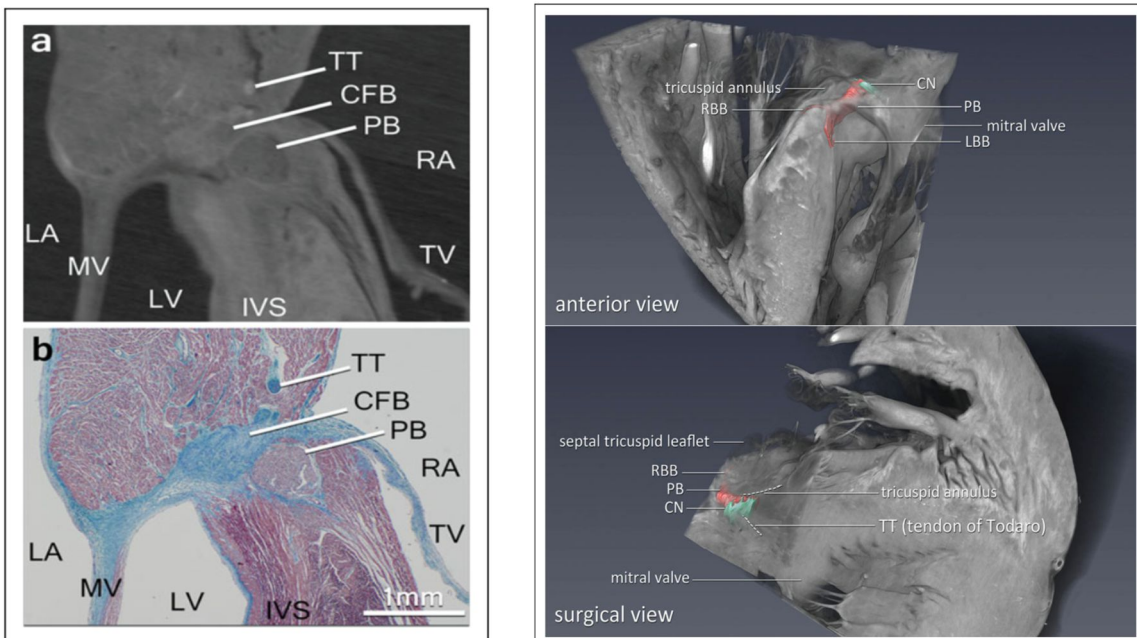 a
TT
CFB
PB
RA
LA
MV
TV
LV
IVS
b
TT
CFB
PB
RA
LA
TV
MV
LV
IVS
1mm
tricuspid annulus
CN
RBB
PB
mitral valve
LBB
anterior view
septal tricuspid leaflet
RBB
PB
tricuspid annulus
CN
TT (tendon of Todaro)
mitral valve
surgical view